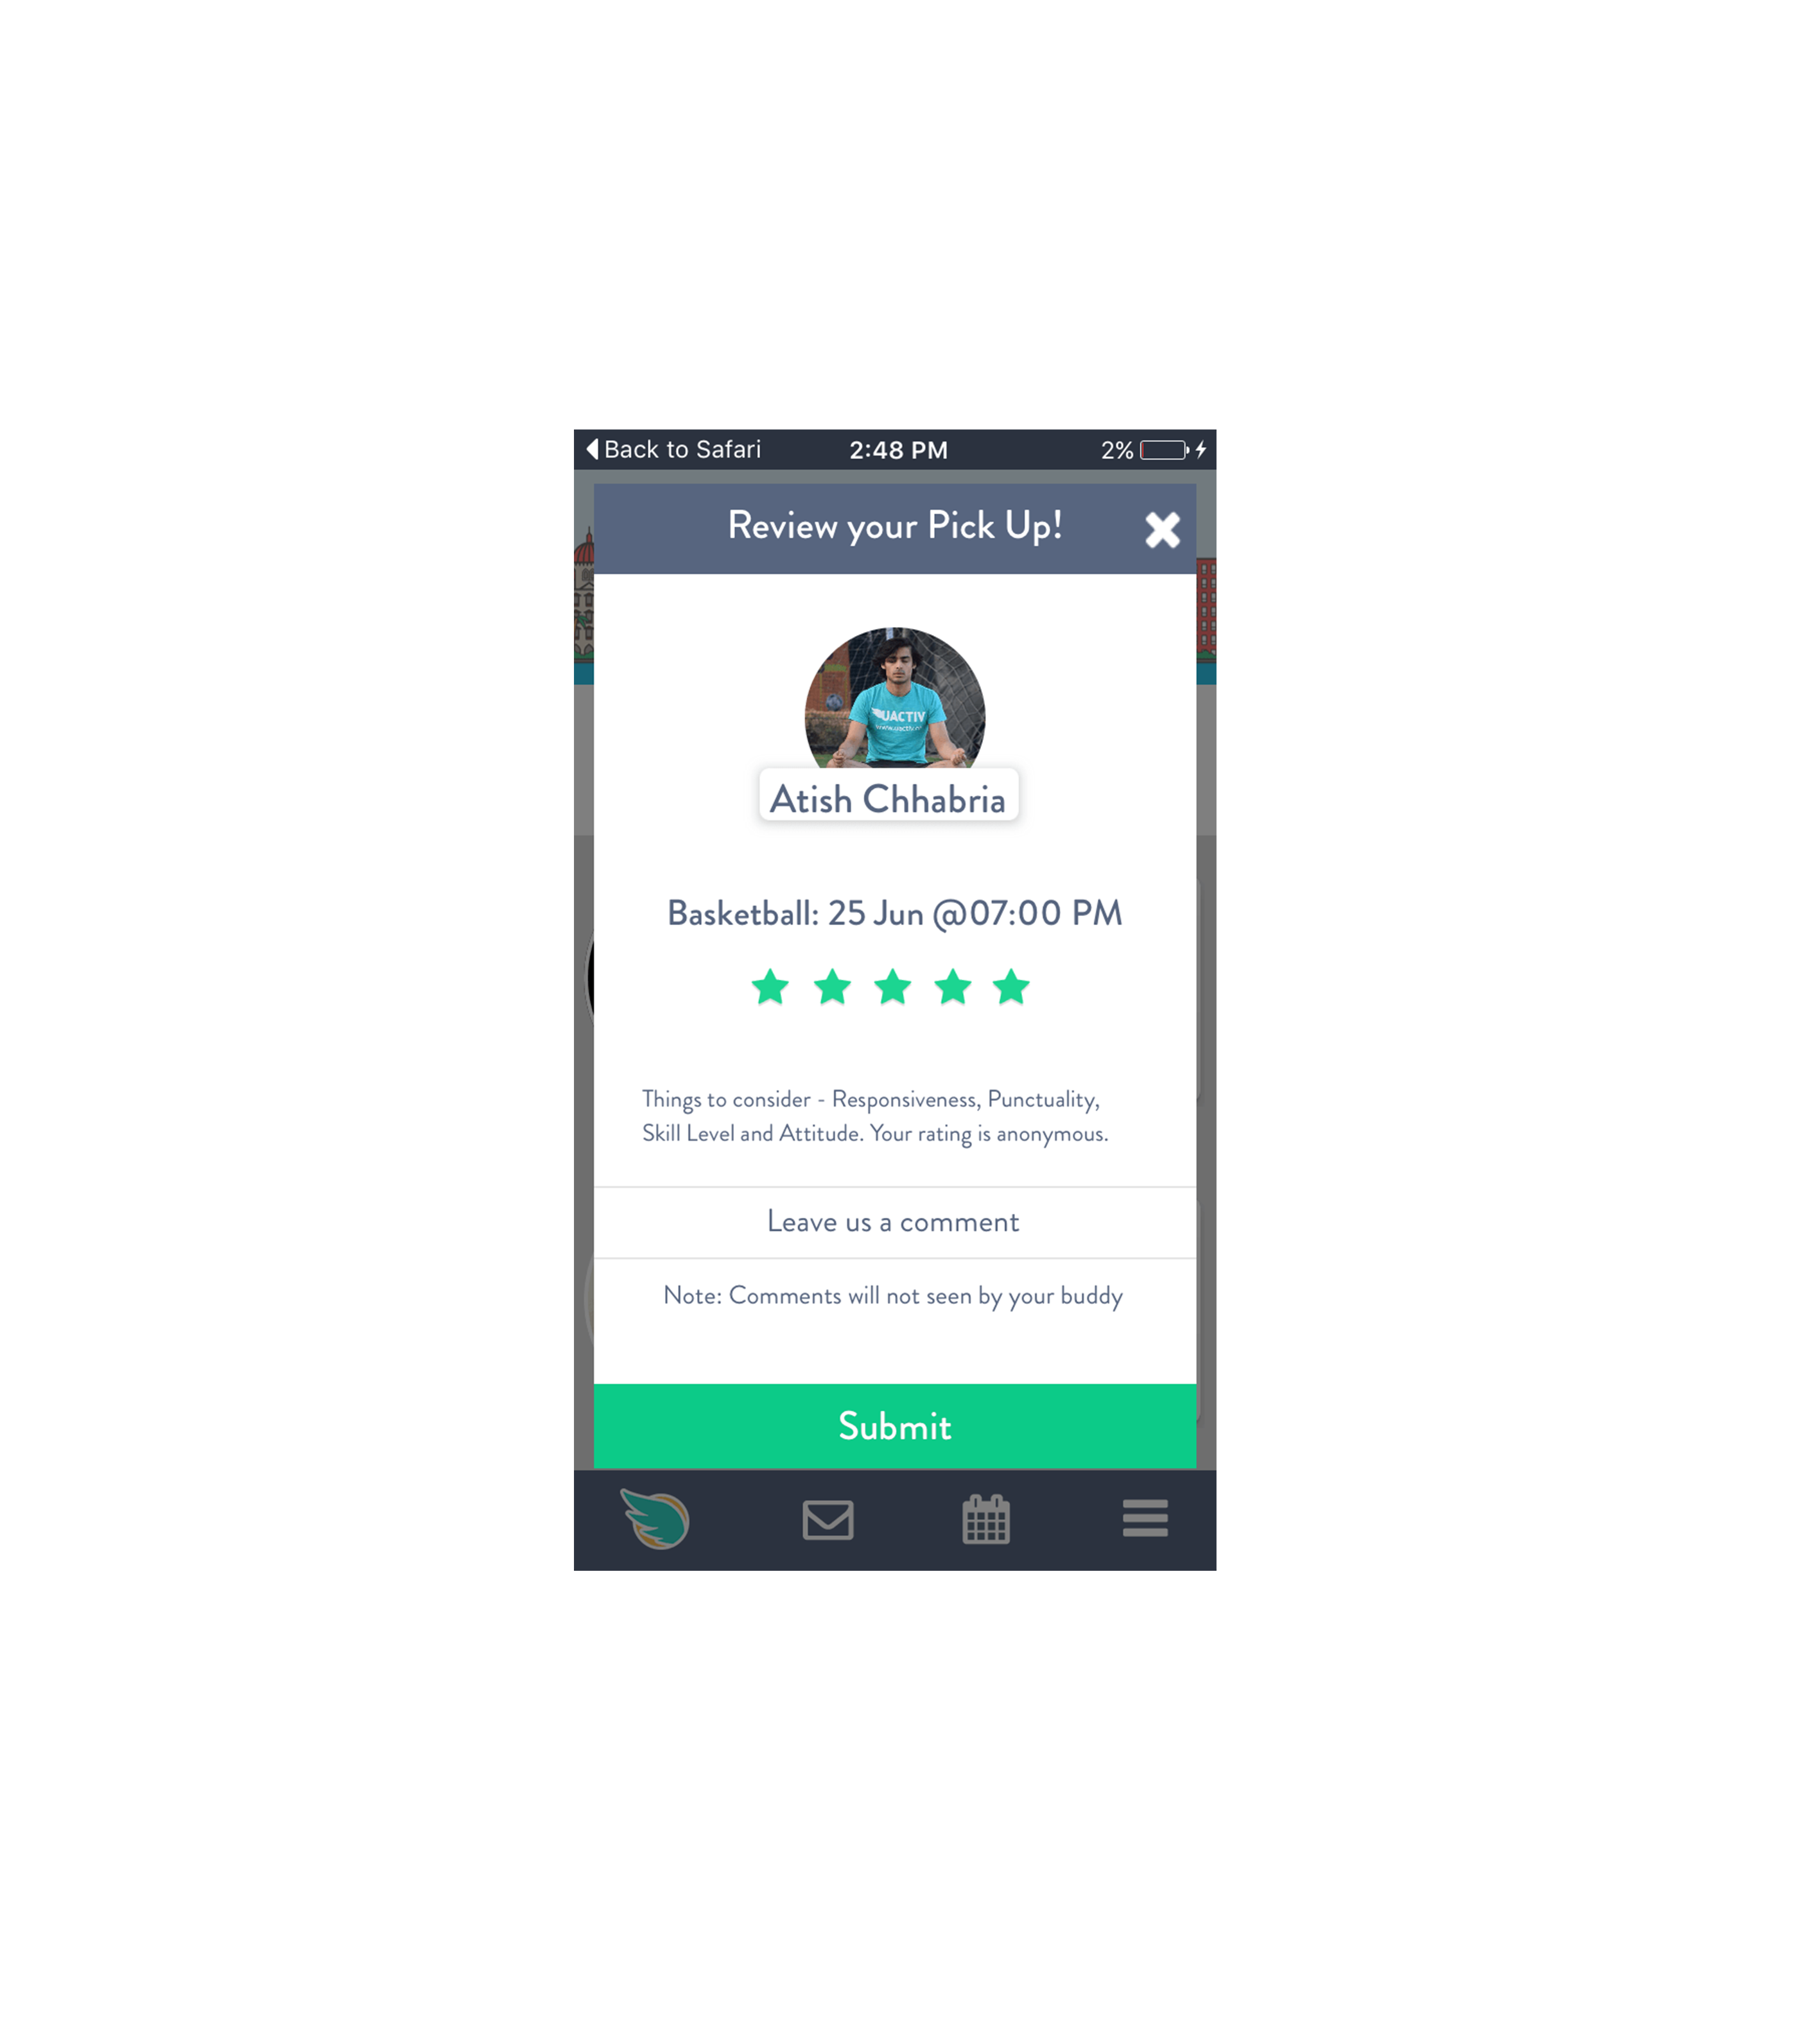 Back to Safari 2:48 PM 2%
Review your Pick Up!
UACTIV
Atish Chhabria
Basketball: 25 Jun @07:00 PM
Things to consider - Responsiveness, Punctuality,
Skill Level and Attitude. Your rating is anonymous.
Leave us a comment
Note: Comments will not seen by your buddy
Submit